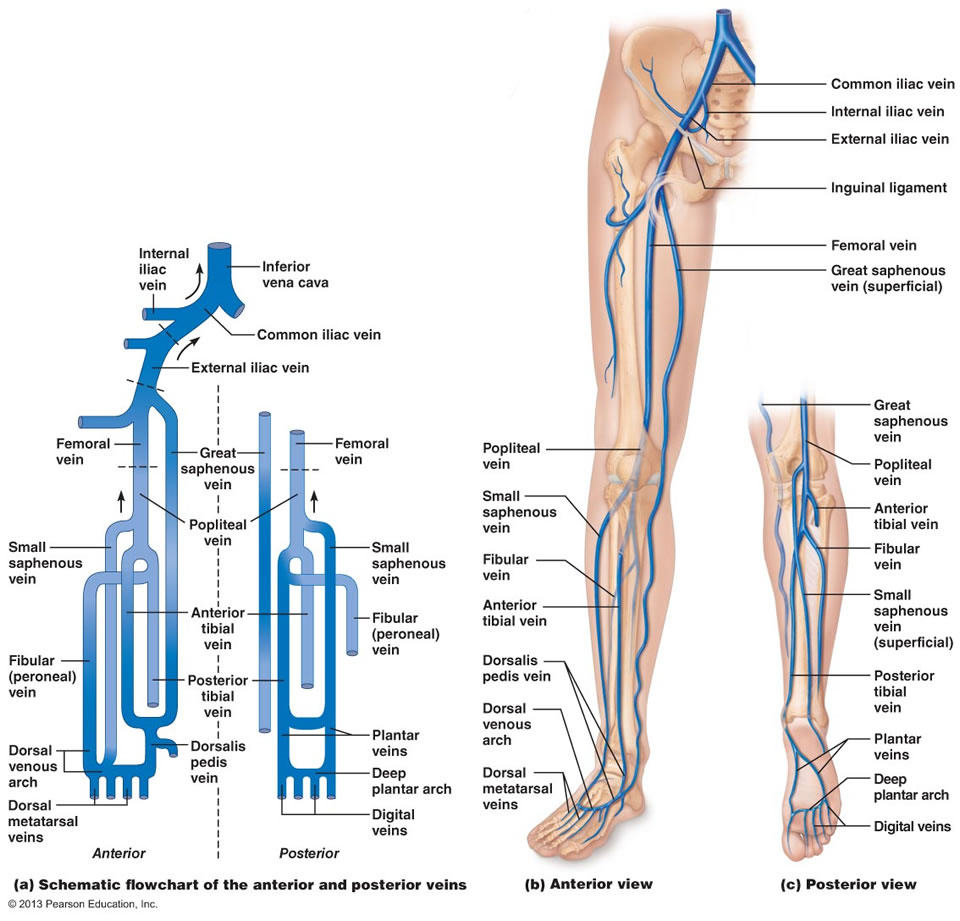 Internal
iliac
vein
Inferior
vena cava
Common iliac vein
External iliac vein
Femoral
vein
Great
saphenous
vein
Femoral
vein
Popliteal
vein
Small
saphenous
vein
Small
saphenous
vein
Anterior
tibial
vein
Fibular
(peroneal)
vein
Fibular
(peroneal)
vein
Posterior
tibial
vein
Dorsal
venous
arch
Dorsalis
pedis
vein
Plantar
veins
Deep
plantar arch
Dorsal
metatarsal
veins
Digital
veins
Anterior
Posterior
(a) Schematic flowchart of the anterior and posterior veins
Common iliac vein
Internal iliac vein
External iliac vein
Inguinal ligament
Femoral vein
Great saphenous
vein (superficial)
Popliteal
vein
Small
saphenous
vein
Fibular
vein
Anterior
tibial vein
Dorsalis
pedis vein
Dorsal
venous
arch
Dorsal
metatarsal
veins
(b) Anterior view
Great
saphenous
vein
Popliteal
vein
Anterior
tibial vein
Fibular
vein
Small
saphenous
vein
(superficial)
Posterior
tibial
vein
Plantar
veins
Deep
plantar arch
Digital veins
(c) Posterior view
© 2013 Pearson Education, Inc.